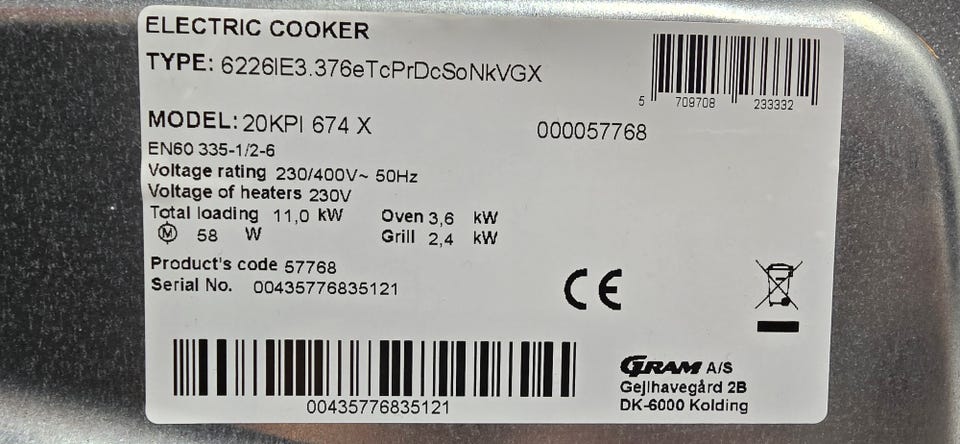 ELECTRIC COOKER
TYPE: 6226IE3.376eTcPrDcSoNkVGX
5 709708 233332
MODEL: 20KPI 674 X
000057768
EN60 335-1/2-6
Voltage rating 230/400V~ 50Hz
Voltage of heaters 230V
Total loading 11,0 kW Oven 3,6 kW
M 58 W Grill 2,4 kW
Product's code 57768
Serial No. 00435776835121
CE
00435776835121
GRAM A/S
Gejlhavegård 2B
DK-6000 Kolding